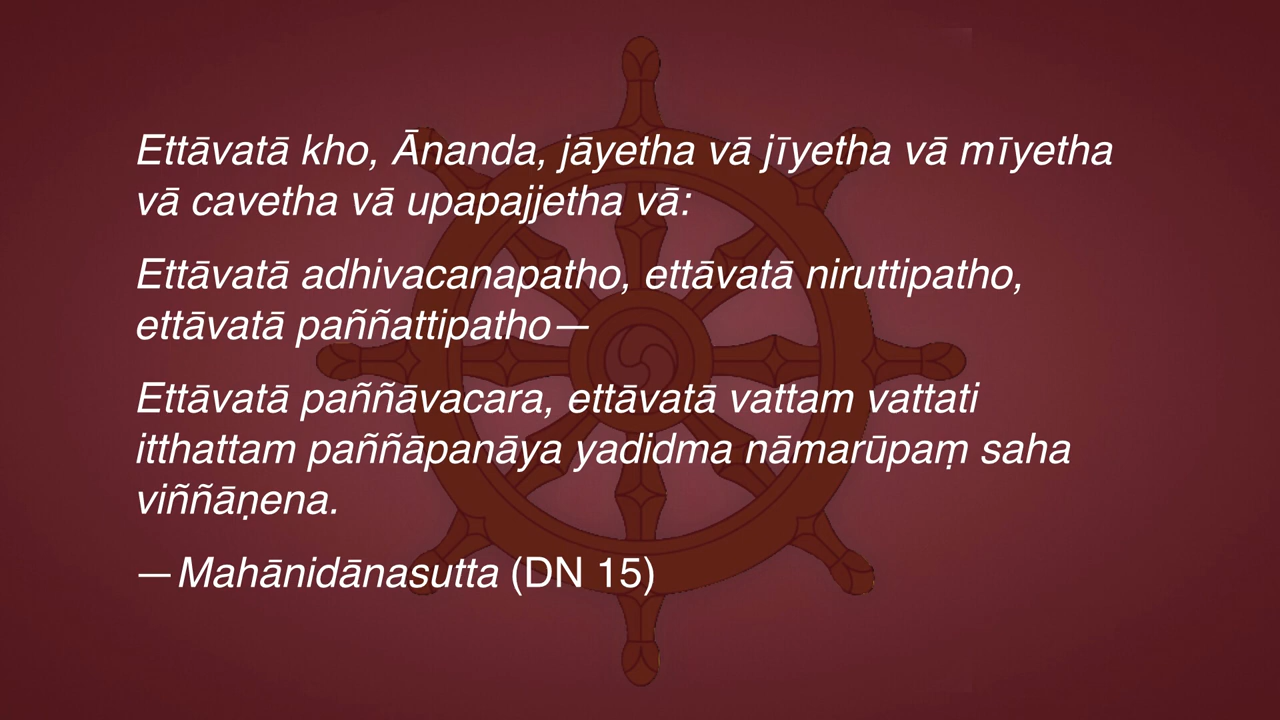 Ettāvatā kho, Ānanda, jāyetha vā jīyetha vā mīyetha
vā cavetha vā upapajjetha vā:
Ettāvatā adhivacanapatho, ettāvatā niruttipatho,
ettāvatā paññattipatho—
Ettāvatā paññāvacara, ettāvatā vattam vattati
itthattam paññāpanāya yadidma nāmarūpaṃ saha
viññāṇena.
—Mahānidānasutta (DN 15)